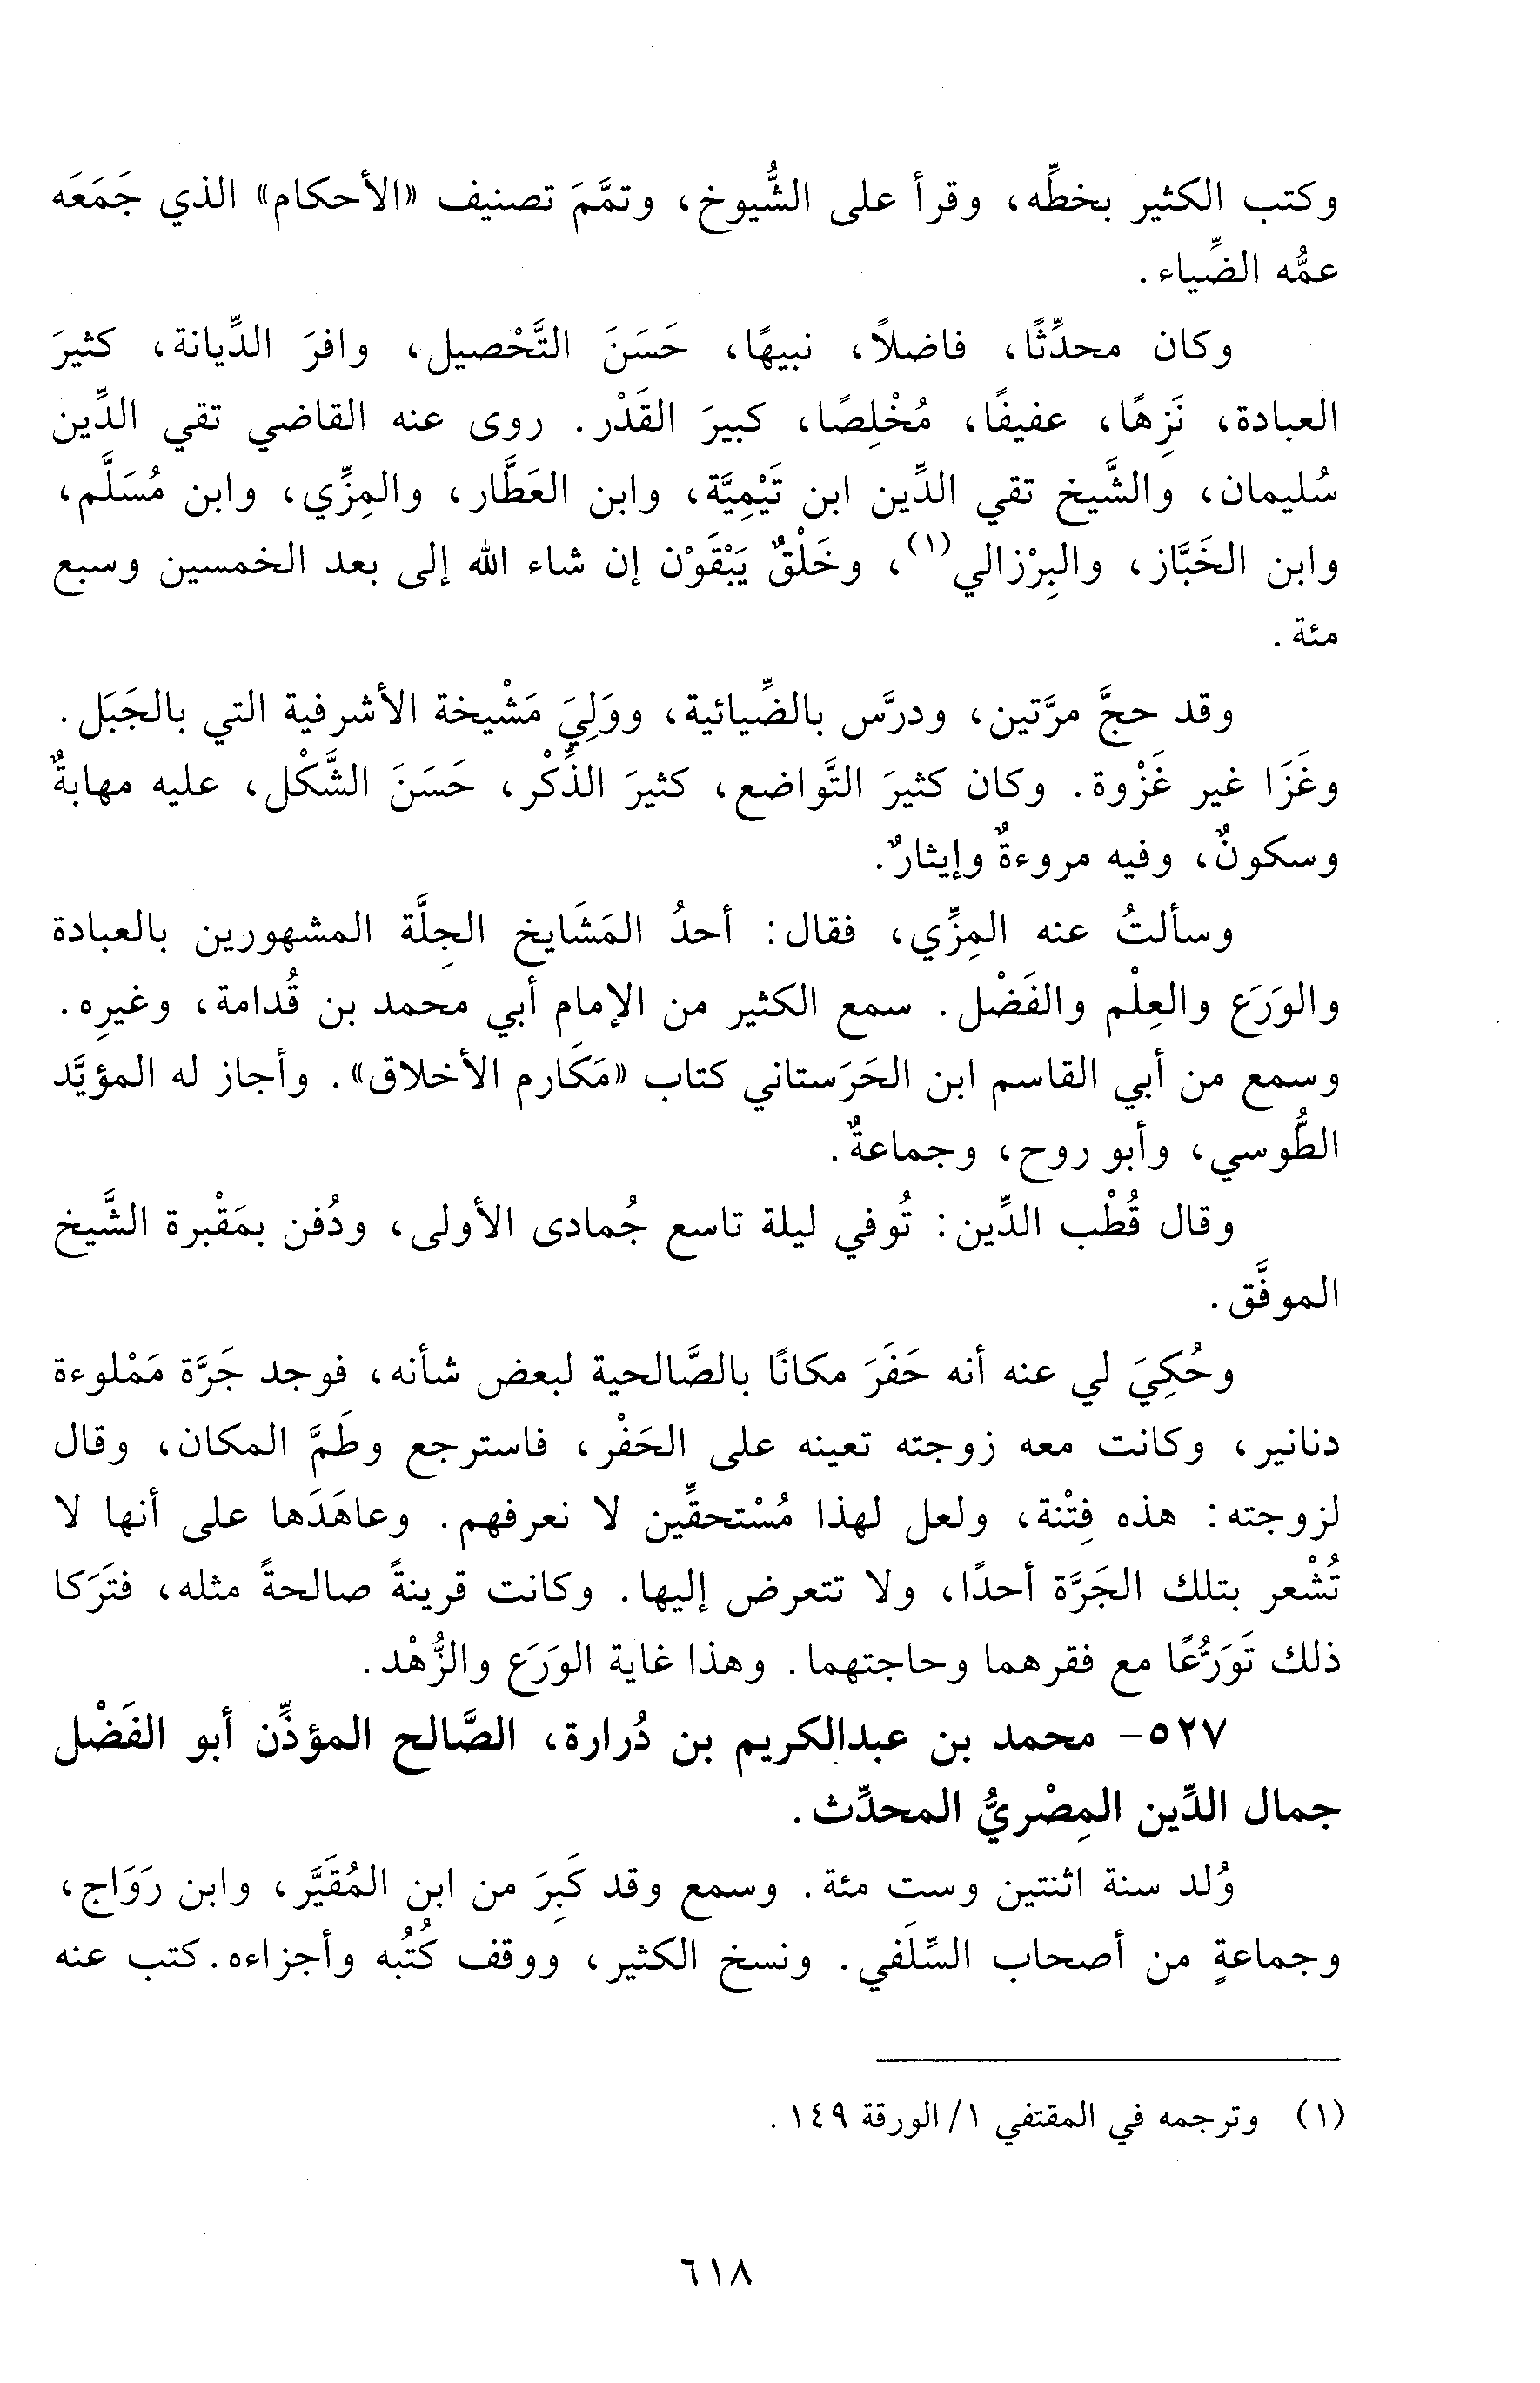 وكتب الكثير بخطِّه، وقرأ على الشُّيوخ، وتمَّمَ تصنيف «الأحكام» الذي جَمَعَه
عمُّه الضِّياء.
وكان محدِّثًا، فاضلاً، نبيهًا، حَسَنَ التَّحْصيل، وافرَ الدِّيانة، كثيرَ
العبادة، نَزِهًا، عفيفًا، مُخْلِصًا، كبيرَ القَدْر. روى عنه القاضي تقي الدِّين
سُليمان، والشَّيخ تقي الدِّين ابن تَيْمِيَّة، وابن العَطَّار، والمِزِّي، وابن مُسَلَّم،
وابن الخَبَّاز، والبِرْزالي(١)، وخَلْقٌ يَبْقَوْن إن شاء الله إلى بعد الخمسين وسبع
مئة.
وقد حجَّ مرَّتين، ودرَّس بالضِّيائية، ووَلِيَ مَشْيخة الأشرفية التي بالجَبَل.
وغَزَا غير غَزْوة. وكان كثيرَ التَّواضع، كثيرَ الذِّكْر، حَسَنَ الشَّكْل، عليه مهابةٌ
وسكونٌ، وفيه مروءةٌ وإيثارٌ.
وسألتُ عنه المِزِّي، فقال: أحدُ المَشَايخ الجِلَّة المشهورين بالعبادة
والوَرَع والعِلْم والفَضْل. سمع الكثير من الإمام أبي محمد بن قُدامة، وغيرِه.
وسمع من أبي القاسم ابن الحَرَستاني كتاب «مَكَارم الأخلاق». وأجاز له المؤيَّد
الطُّوسي، وأبو روح، وجماعةٌ.
وقال قُطْب الدِّين: تُوفي ليلة تاسع جُمادى الأولى، ودُفن بمَقْبرة الشَّيخ
الموفَّق.
وحُكِيَ لي عنه أنه حَفَرَ مكانًا بالصَّالحية لبعض شأنه، فوجد جَرَّة مَمْلوءة
دنانير، وكانت معه زوجته تعينه على الحَفْر، فاسترجع وطَمَّ المكان، وقال
لزوجته: هذه فِتْنة، ولعل لهذا مُسْتحقِّين لا نعرفهم. وعاهَدَها على أنها لا
تُشْعر بتلك الجَرَّة أحدًا، ولا تتعرض إليها. وكانت قرينةً صالحةً مثله، فتَرَكا
ذلك تَوَرُّعًا مع فقرهما وحاجتهما. وهذا غاية الوَرَع والزُّهْد.
٥٢٧- محمد بن عبدالكريم بن دُرارة، الصَّالح المؤذِّن أبو الفَضْل
جمال الدِّين المِصْريُّ المحدِّث.
وُلد سنة اثنتين وست مئة. وسمع وقد كَبِرَ من ابن المُقَيَّر، وابن رَوَاج،
وجماعةٍ من أصحاب السِّلَفي. ونسخ الكثير، ووقف كُتُبه وأجزاءه. كتب عنه
(١) وترجمه في المقتفي ١/ الورقة ١٤٩.
٦١٨